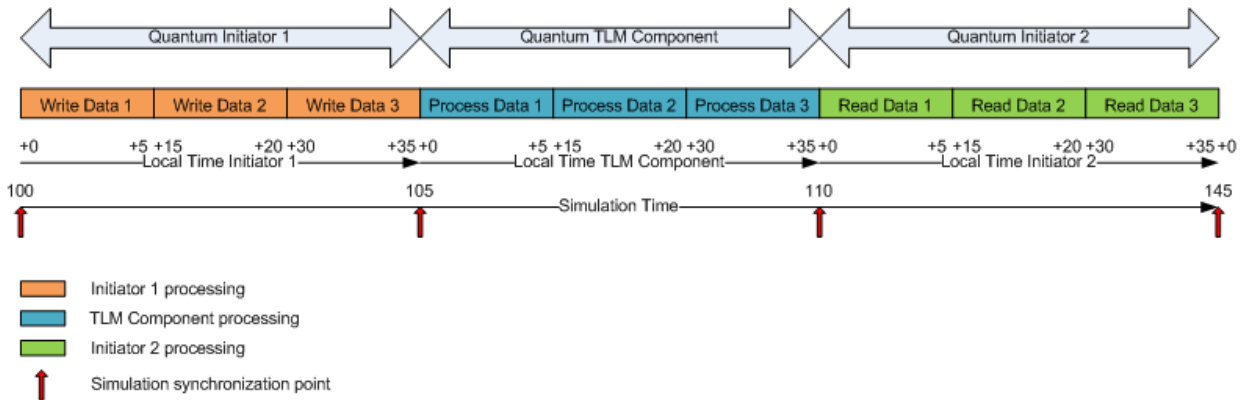 Quantum Initiator 1 Quantum TLM Component Quantum Initiator 2
Write Data 1 Write Data 2 Write Data 3 Process Data 1 Process Data 2 Process Data 3 Read Data 1 Read Data 2 Read Data 3
+0 +5 +15 +20 +30 +35 +0 +5 +15 +20 +30 +35 +0 +5 +15 +20 +30 +35 +0
Local Time Initiator 1 Local Time TLM Component Local Time Initiator 2
100 105 110 145
Simulation Time
Initiator 1 processing
TLM Component processing
Initiator 2 processing
Simulation synchronization point